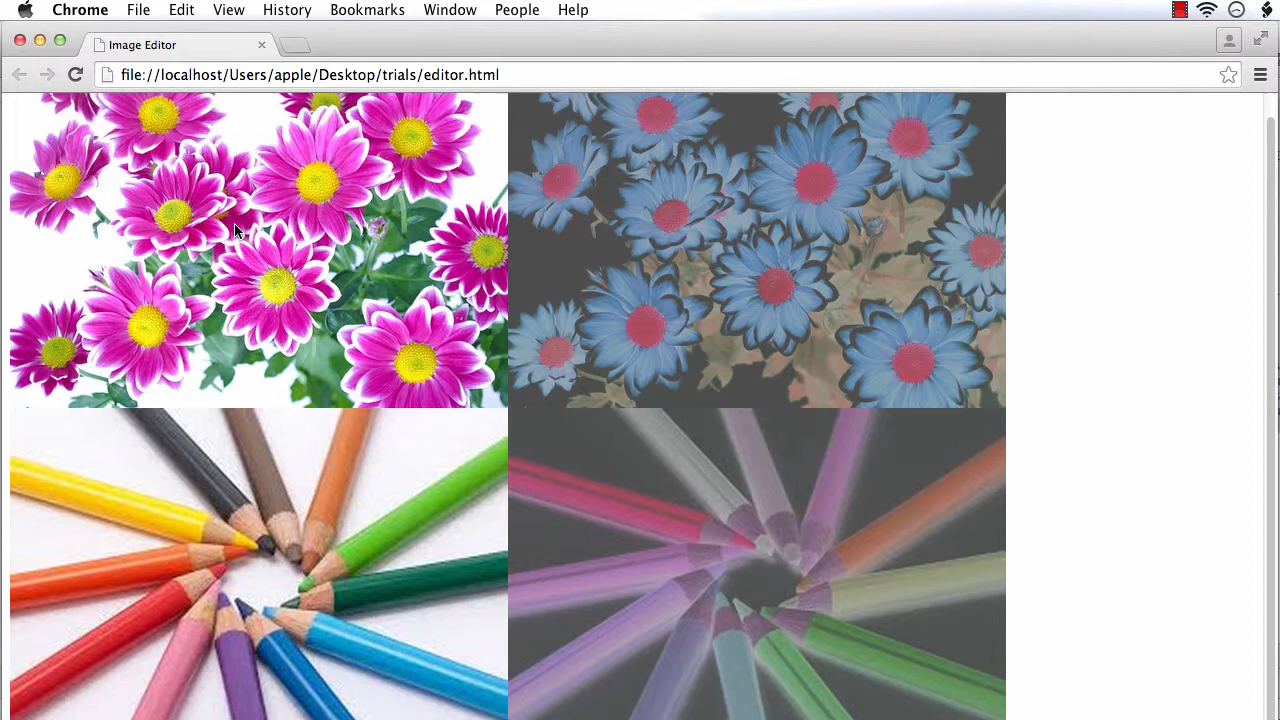 Chrome File Edit View History Bookmarks Window People Help
Image Editor
file://localhost/Users/apple/Desktop/trials/editor.html